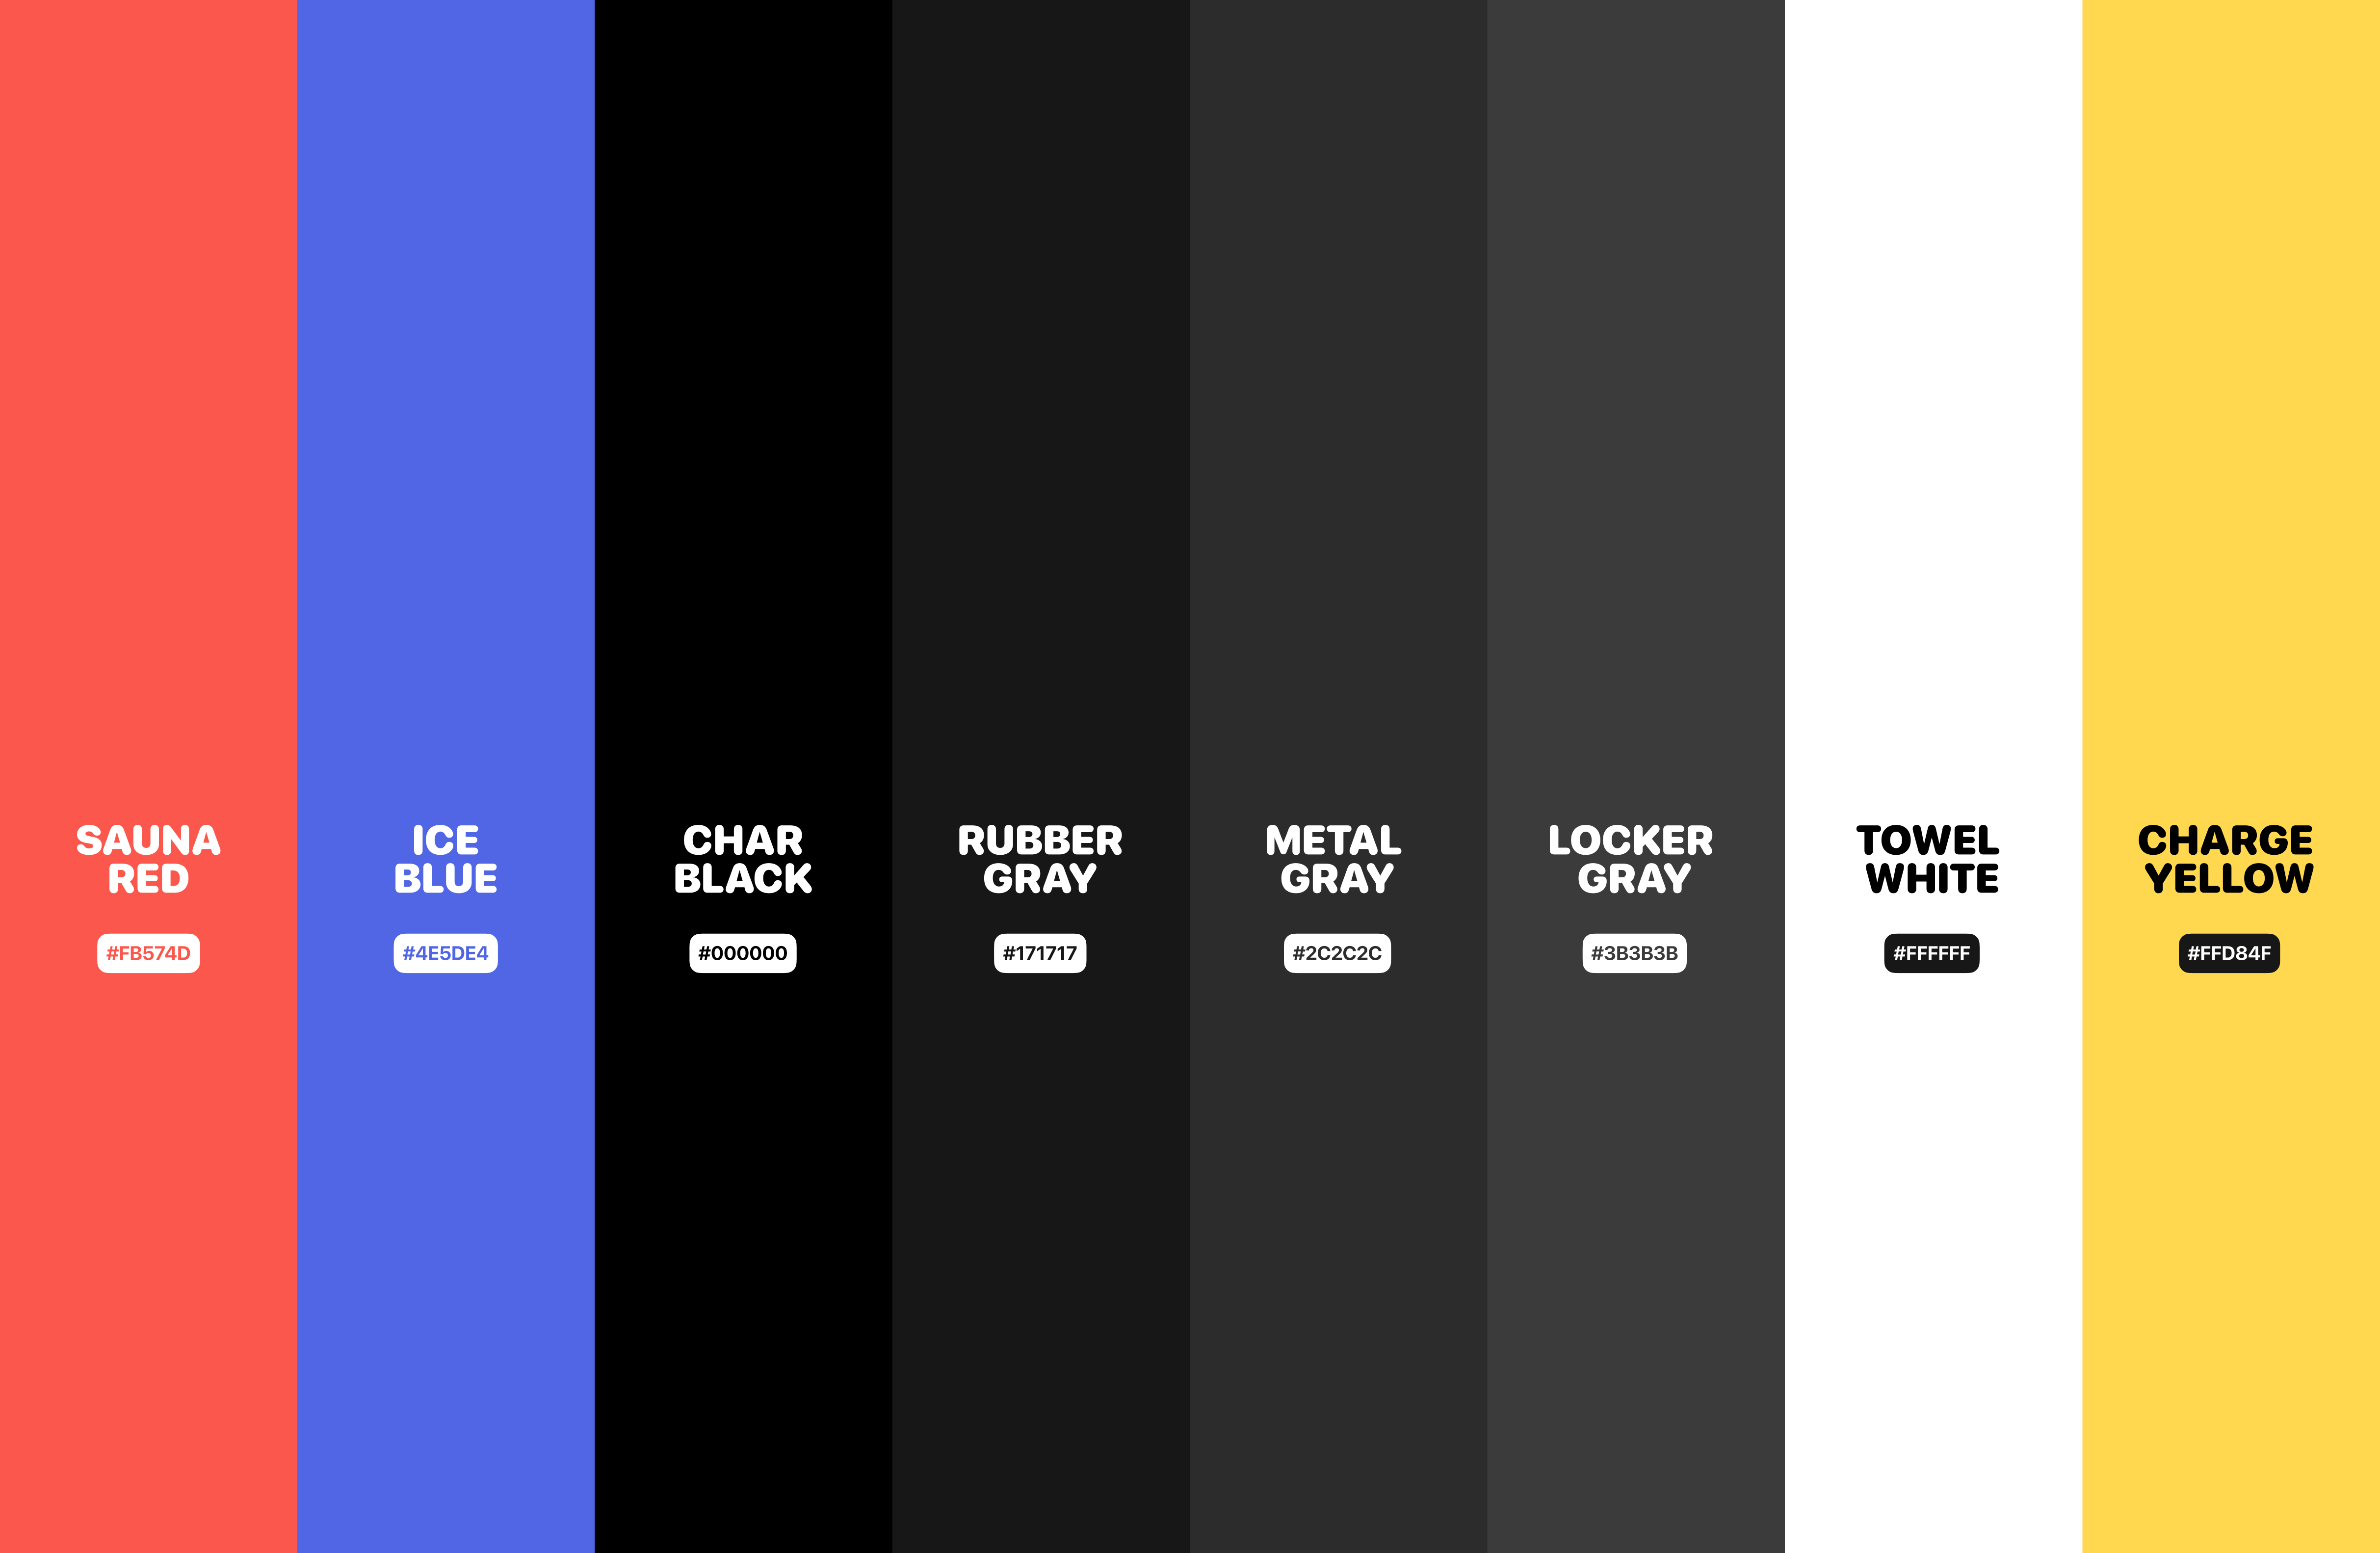 SAUNA
RED
#FB574D
ICE
BLUE
#4E5DE4
CHAR
BLACK
#000000
RUBBER
GRAY
#171717
METAL
GRAY
#2C2C2C
LOCKER
GRAY
#3B3B3B
TOWEL
WHITE
#FFFFFF
CHARGE
YELLOW
#FFD84F